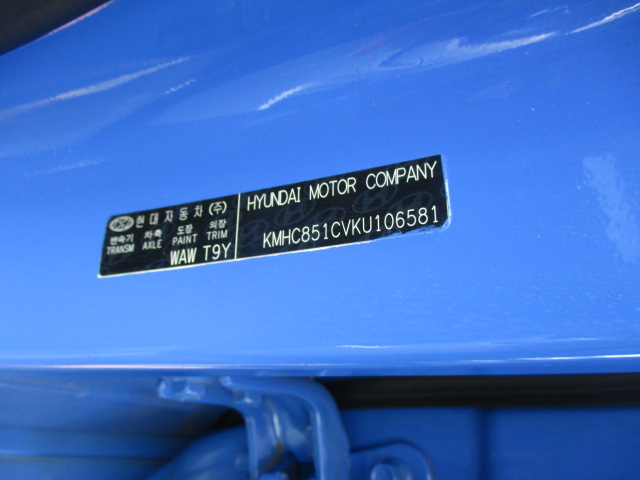 현대자동차(주)
변속기 차축 도장 의장
TRANSM AXLE PAINT TRIM
WAW T9Y
HYUNDAI MOTOR COMPANY
KMHC851CVKU106581